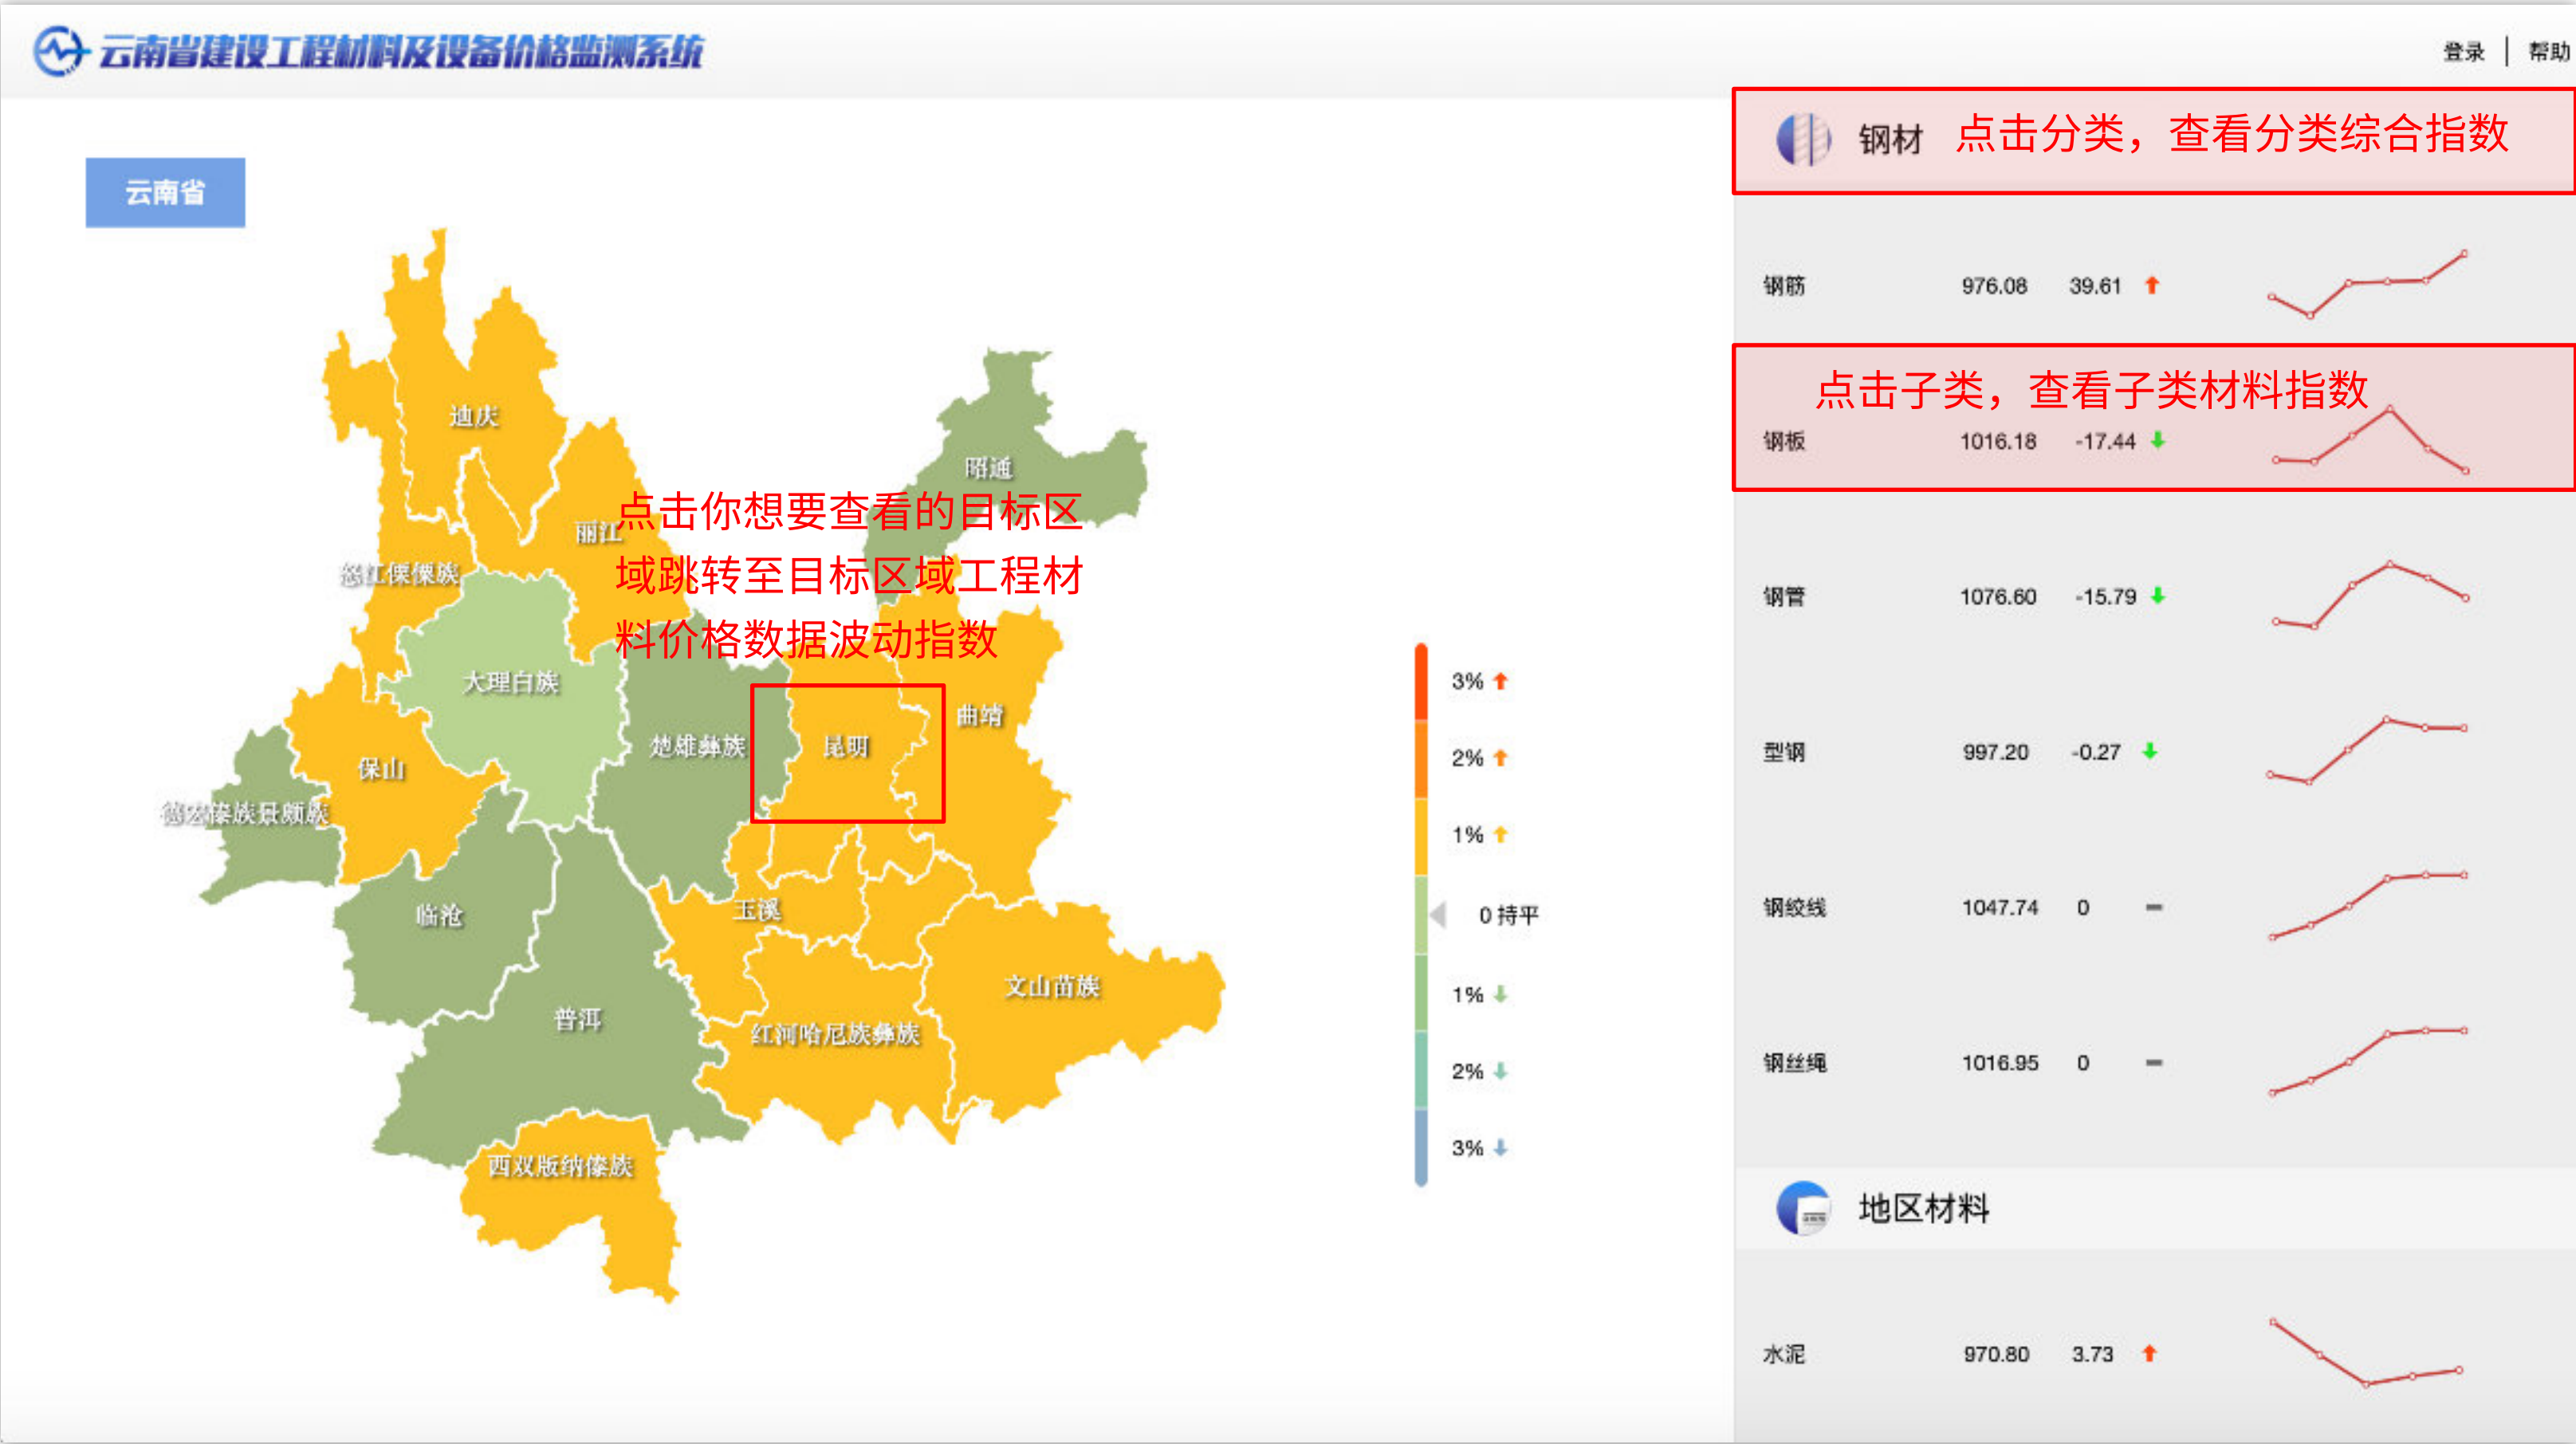 云南省建设工程材料及设备价格监测系统
登录 | 帮助
云南省
迪庆
昭通
丽江
怒江傈僳族
点击你想要查看的目标区
域跳转至目标区域工程材
料价格数据波动指数
大理白族
曲靖
楚雄彝族
昆明
保山
德宏傣族景颇族
玉溪
临沧
文山苗族
普洱
红河哈尼族彝族
西双版纳傣族
3%
2%
1%
0 持平
1%
2%
3%
钢材 点击分类，查看分类综合指数
钢筋 976.08 39.61
点击子类，查看子类材料指数
钢板 1016.18 -17.44
钢管 1076.60 -15.79
型钢 997.20 -0.27
钢绞线 1047.74 0
钢丝绳 1016.95 0
地区材料
水泥 970.80 3.73